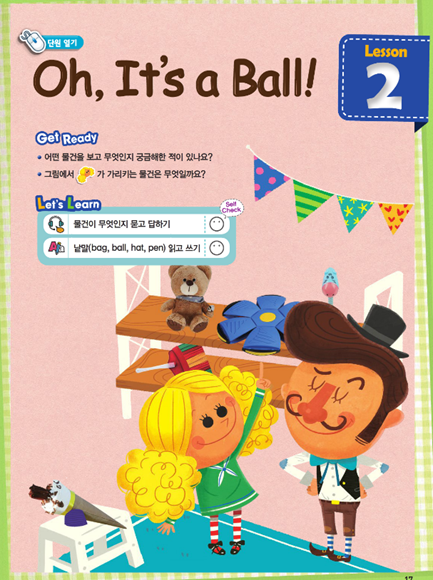 단원 열기
Oh, It's a Ball!
Lesson
2
Get Ready
• 어떤 물건을 보고 무엇인지 궁금해한 적이 있나요?
• 그림에서 가 가리키는 물건은 무엇일까요?
Let's Learn
Self Check
물건이 무엇인지 묻고 답하기
낱말(bag, ball, hat, pen) 읽고 쓰기
17